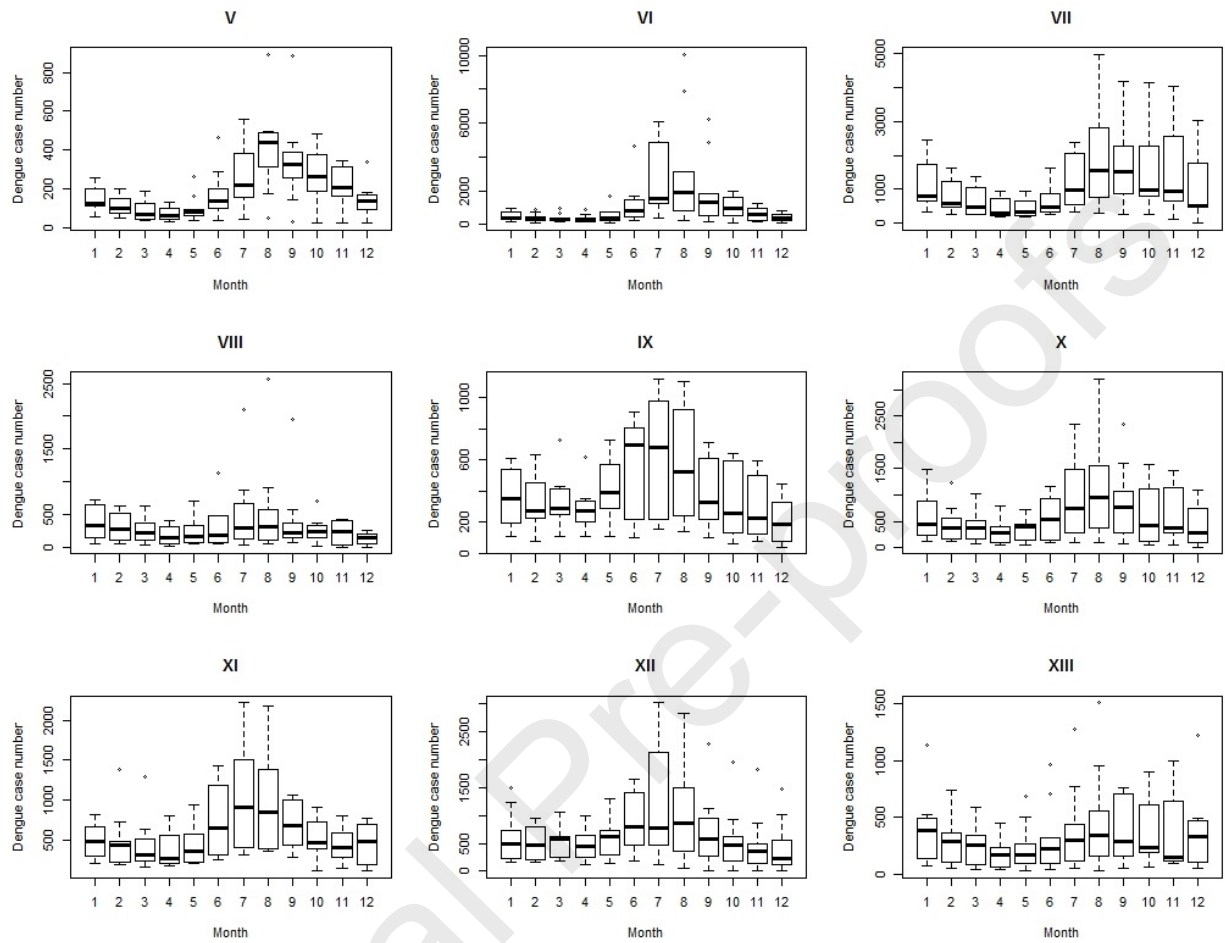 V
Dengue case number
0 200 400 600 800
1 2 3 4 5 6 7 8 9 10 11 12
Month
VI
Dengue case number
0 2000 6000 10000
1 2 3 4 5 6 7 8 9 10 11 12
Month
VII
Dengue case number
0 1000 3000 5000
1 2 3 4 5 6 7 8 9 10 11 12
Month
VIII
Dengue case number
0 500 1500 2500
1 2 3 4 5 6 7 8 9 10 11 12
Month
IX
Dengue case number
0 200 600 1000
1 2 3 4 5 6 7 8 9 10 11 12
Month
X
Dengue case number
0 500 1500 2500
1 2 3 4 5 6 7 8 9 10 11 12
Month
XI
Dengue case number
500 1000 1500 2000
1 2 3 4 5 6 7 8 9 10 11 12
Month
XII
Dengue case number
0 500 1500 2500
1 2 3 4 5 6 7 8 9 10 11 12
Month
XIII
Dengue case number
0 500 1000 1500
1 2 3 4 5 6 7 8 9 10 11 12
Month
al Pre-proofs